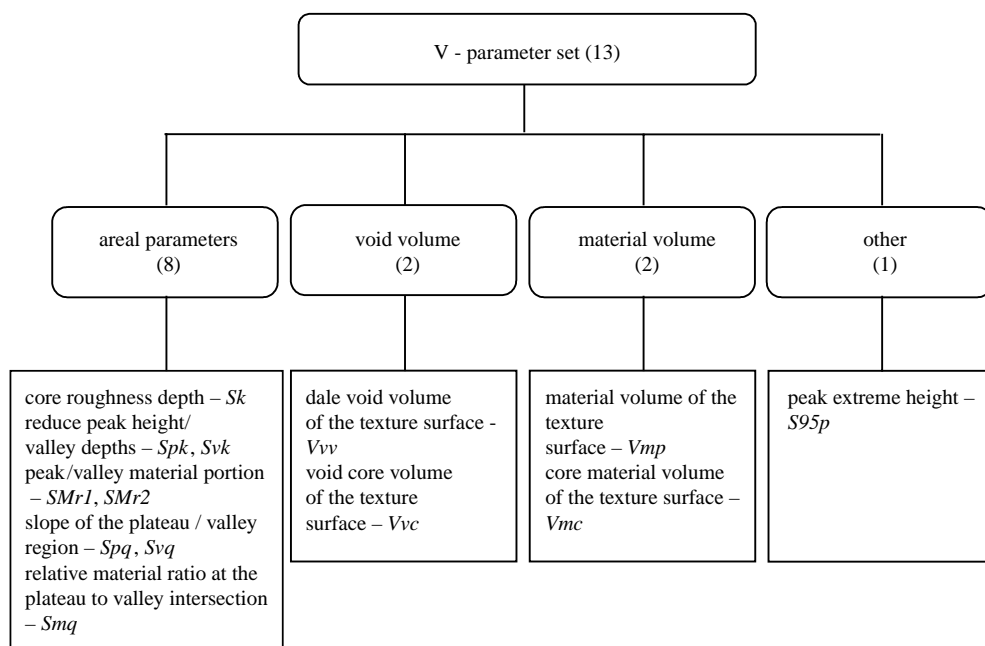 V - parameter set (13)
areal parameters
(8)
void volume
(2)
material volume
(2)
other
(1)
core roughness depth – Sk
reduce peak height/
valley depths – Spk, Svk
peak/valley material portion
– SMr1, SMr2
slope of the plateau / valley
region – Spq, Svq
relative material ratio at the
plateau to valley intersection
– Smq
dale void volume
of the texture surface -
Vvv
void core volume
of the texture
surface – Vvc
material volume of the
texture
surface – Vmp
core material volume
of the texture surface –
Vmc
peak extreme height –
S95p